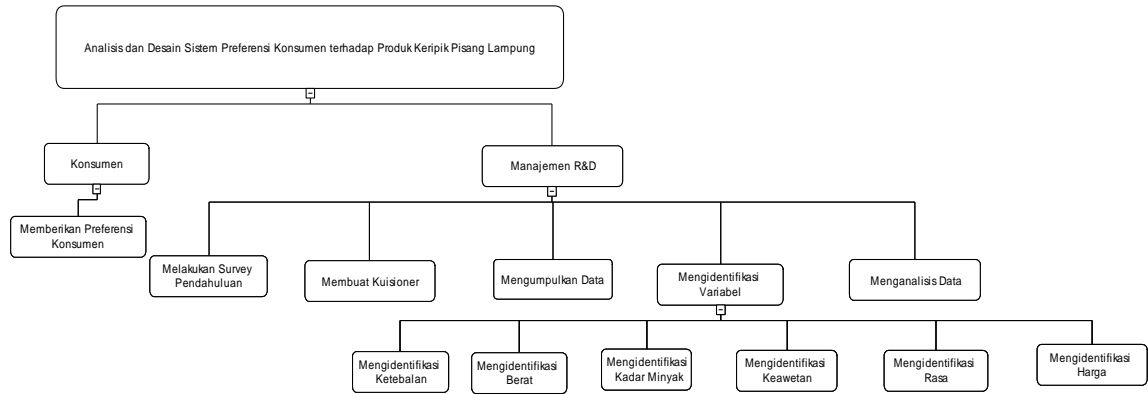 Analisis dan Desain Sistem Preferensi Konsumen terhadap Produk Keripik Pisang Lampung
Konsumen
Manajemen R&D
Memberikan Preferensi
Konsumen
Melakukan Survey
Pendahuluan
Membuat Kuisioner
Mengumpulkan Data
Mengidentifikasi
Variabel
Menganalisis Data
Mengidentifikasi
Ketebalan
Mengidentifikasi
Berat
Mengidentifikasi
Kadar Minyak
Mengidentifikasi
Keawetan
Mengidentifikasi
Rasa
Mengidentifikasi
Harga